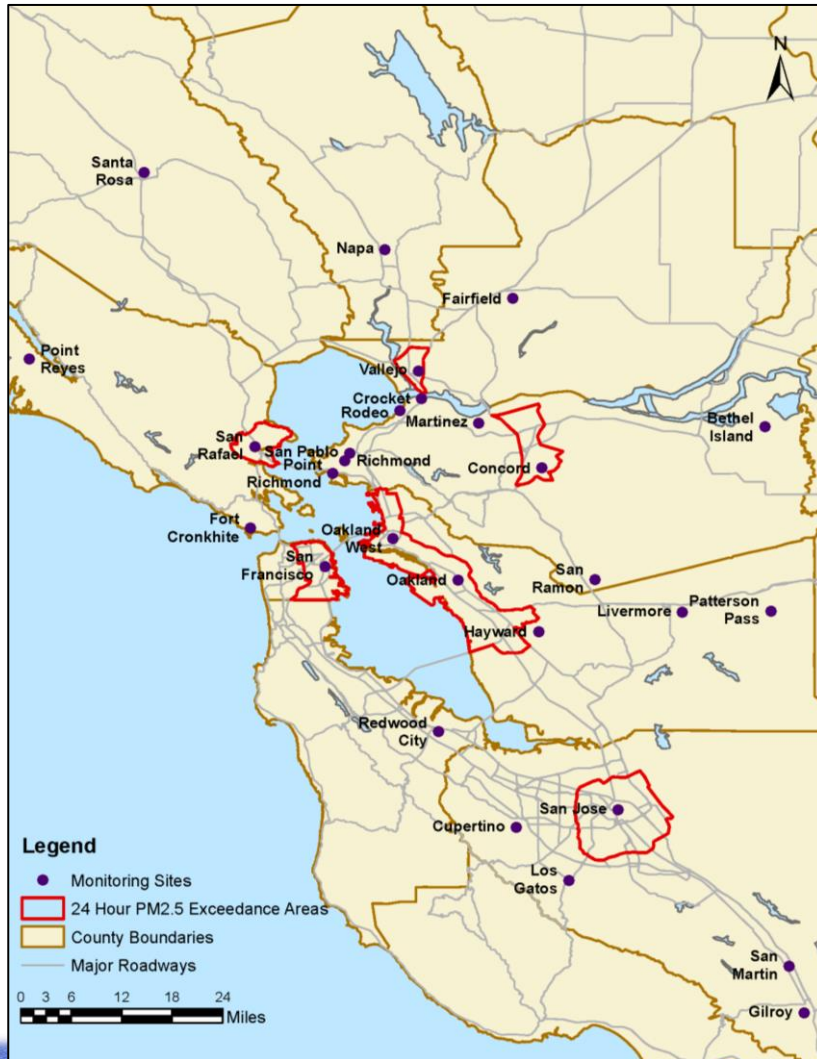 N
Santa
Rosa
Napa
Fairfield
Point
Reyes
Vallejo
Crocket
Rodeo
Martinez
Bethel
Island
San
Rafael
San Pablo
Richmond
Point
Richmond
Concord
Fort
Cronkhite
Oakland
West
San
Francisco
Oakland
San
Ramon
Livermore
Patterson
Pass
Hayward
Redwood
City
San Jose
Cupertino
Los
Gatos
San
Martin
Gilroy
Legend
Monitoring Sites
24 Hour PM2.5 Exceedance Areas
County Boundaries
Major Roadways
0 3 6 12 18 24
Miles